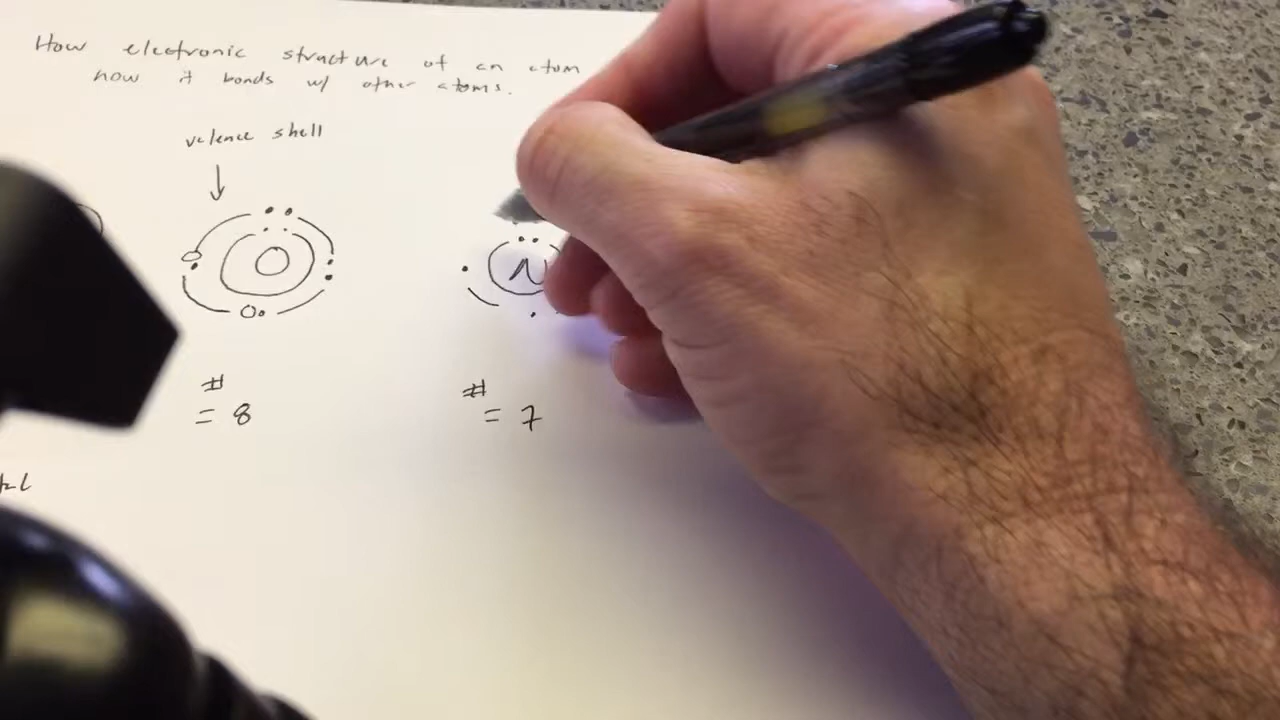 How electronic structure of an atom
how it bonds w/ other atoms.
valence shell
N
#
= 8
#
= 7